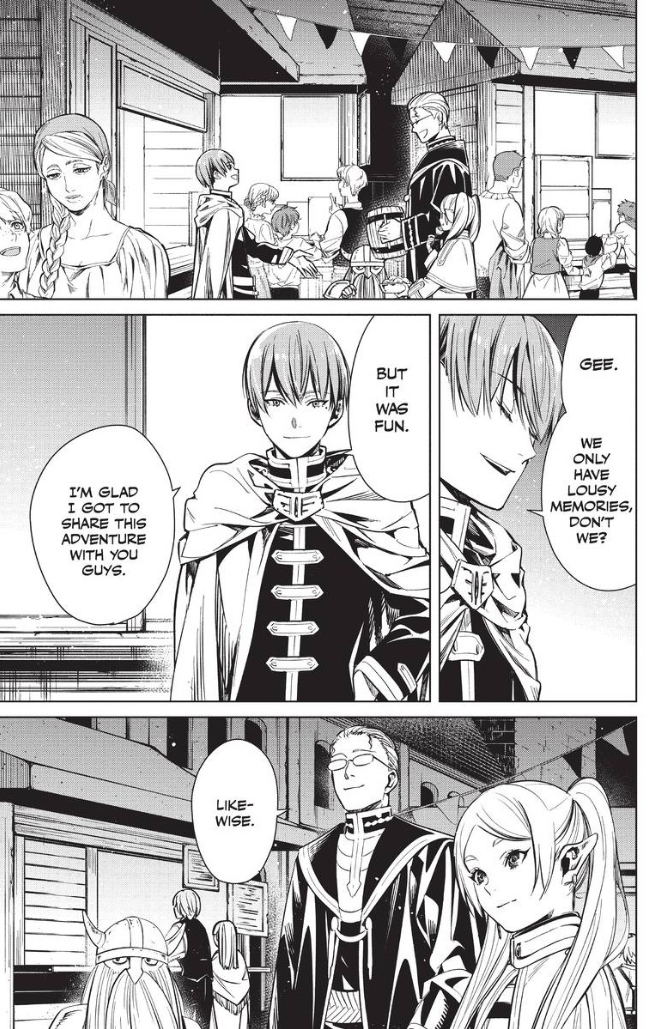 GEE.
WE
ONLY
HAVE
LOUSY
MEMORIES,
DON'T
WE?
BUT
IT
WAS
FUN.
I'M GLAD
I GOT TO
SHARE THIS
ADVENTURE
WITH YOU
GUYS.
LIKE-
WISE.